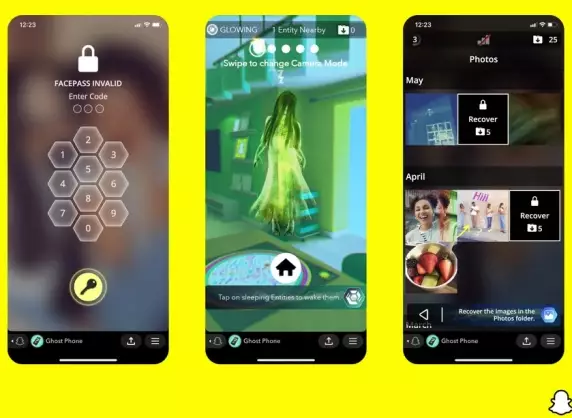 12:23
FACEPASS INVALID
Enter Code
2
1
3
5
4
6
8
7
9
0
Ghost Phone
GLOWING
1 Entity Nearby
0
Swipe to change Camera Mode
Tap on sleeping Entities to wake them.
Ghost Phone
12:23
3
25
Photos
May
Recover
5
April
Hill
Recover
5
Recover the images in the
Photos folder.
March
Ghost Phone